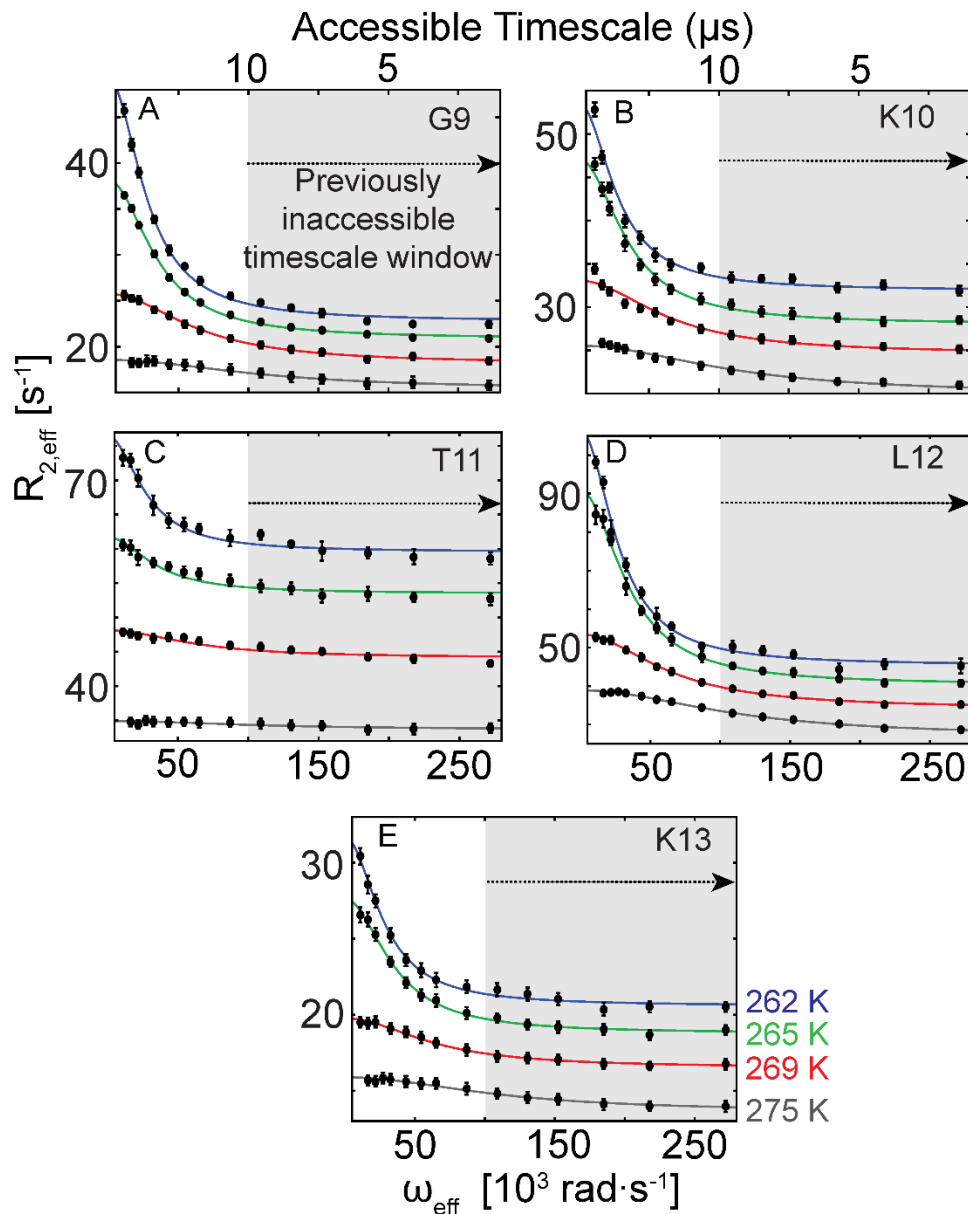 Accessible Timescale (μs)
10 5 10 5
A G9
B K10
40
20
Previously
inaccessible
timescale window
50
30
R2,eff [s⁻¹]
C T11
D L12
70
40
90
50
50 150 250
50 150 250
E K13
30
20
262 K
265 K
269 K
275 K
50 150 250
ωeff [10³ rad·s⁻¹]